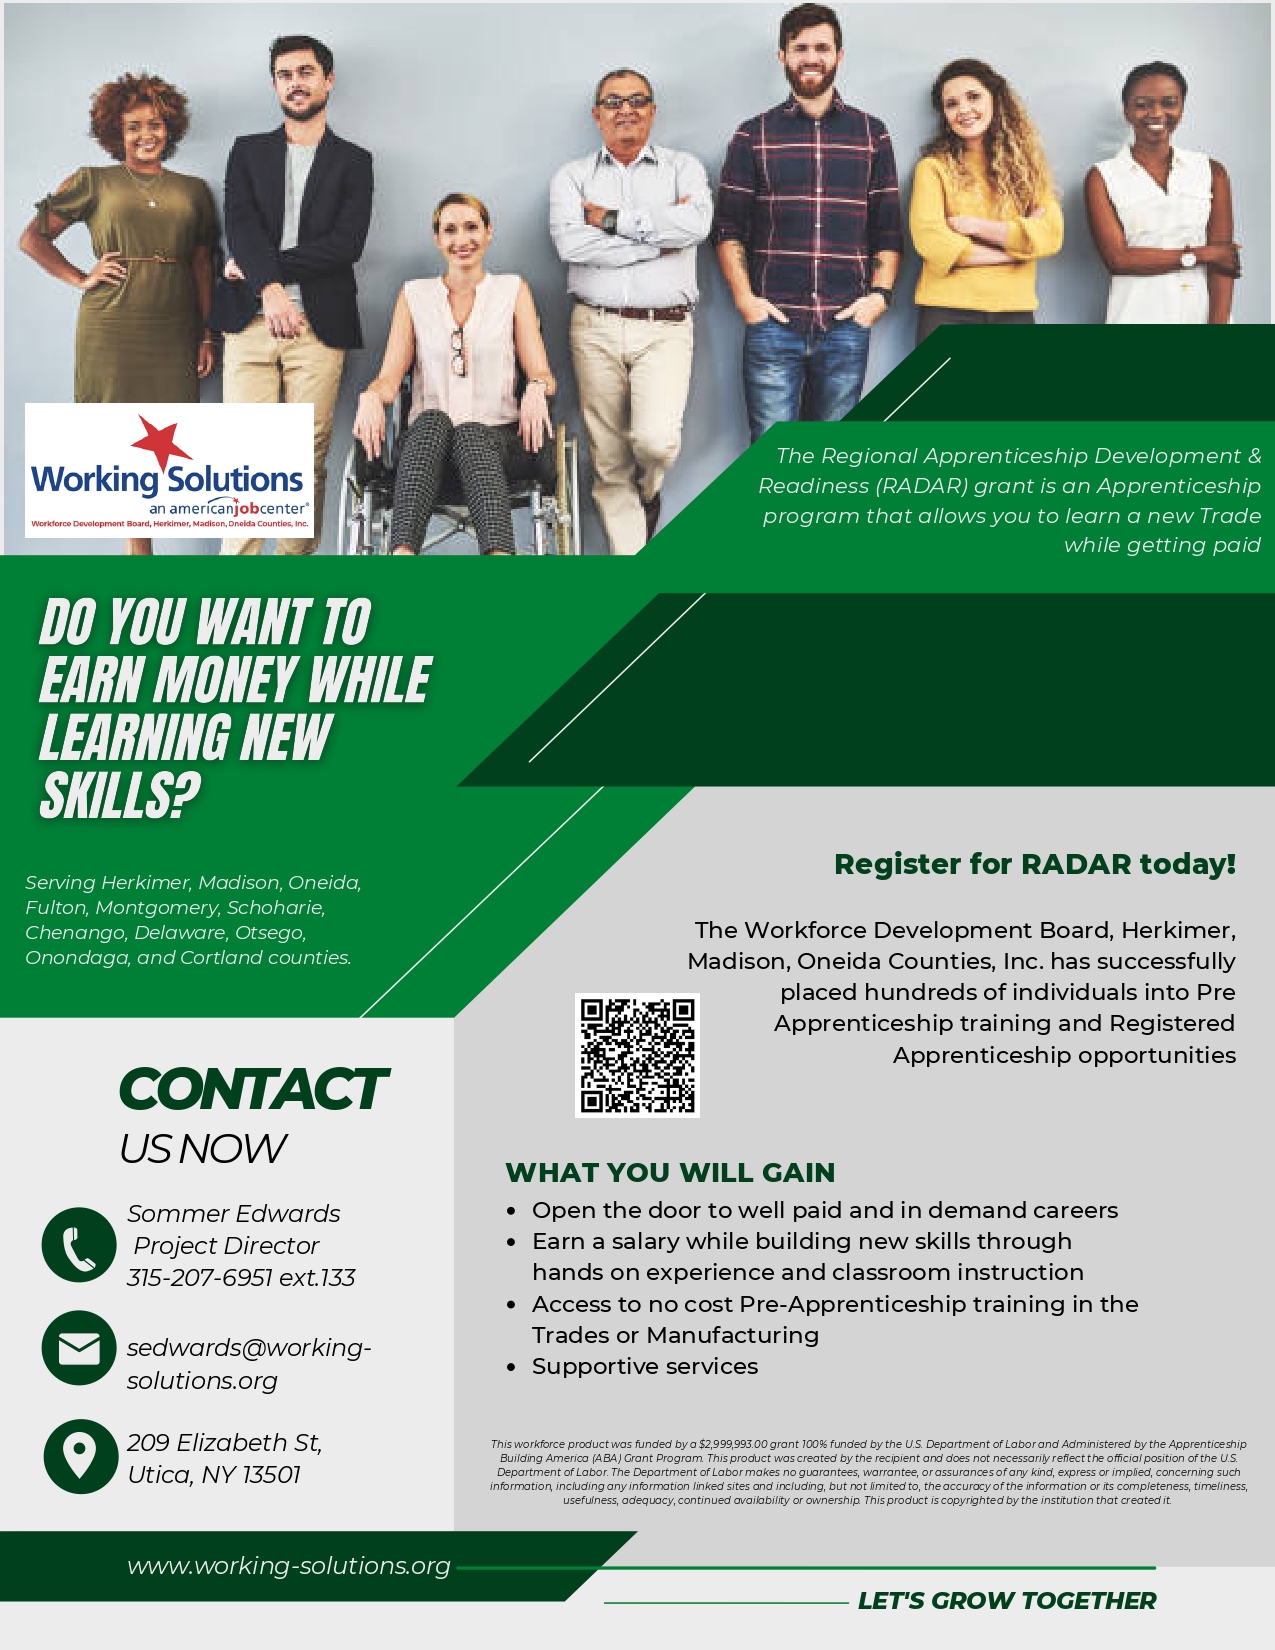 Working Solutions
an americanjobcenter®
Workforce Development Board, Herkimer, Madison, Oneida Counties, Inc.
The Regional Apprenticeship Development &
Readiness (RADAR) grant is an Apprenticeship
program that allows you to learn a new Trade
while getting paid
DO YOU WANT TO
EARN MONEY WHILE
LEARNING NEW
SKILLS?
Serving Herkimer, Madison, Oneida,
Fulton, Montgomery, Schoharie,
Chenango, Delaware, Otsego,
Onondaga, and Cortland counties.
Register for RADAR today!
The Workforce Development Board, Herkimer,
Madison, Oneida Counties, Inc. has successfully
placed hundreds of individuals into Pre
Apprenticeship training and Registered
Apprenticeship opportunities
CONTACT
US NOW
Sommer Edwards
Project Director
315-207-6951 ext.133
sedwards@working-
solutions.org
209 Elizabeth St,
Utica, NY 13501
WHAT YOU WILL GAIN
• Open the door to well paid and in demand careers
• Earn a salary while building new skills through
hands on experience and classroom instruction
• Access to no cost Pre-Apprenticeship training in the
Trades or Manufacturing
• Supportive services
This workforce product was funded by a $2,999,993.00 grant 100% funded by the U.S. Department of Labor and Administered by the Apprenticeship
Building America (ABA) Grant Program. This product was created by the recipient and does not necessarily reflect the official position of the U.S.
Department of Labor. The Department of Labor makes no guarantees, warrantee, or assurances of any kind, express or implied, concerning such
information, including any information linked sites and including, but not limited to, the accuracy of the information or its completeness, timeliness,
usefulness, adequacy, continued availability or ownership. This product is copyrighted by the institution that created it.
www.working-solutions.org
LET'S GROW TOGETHER